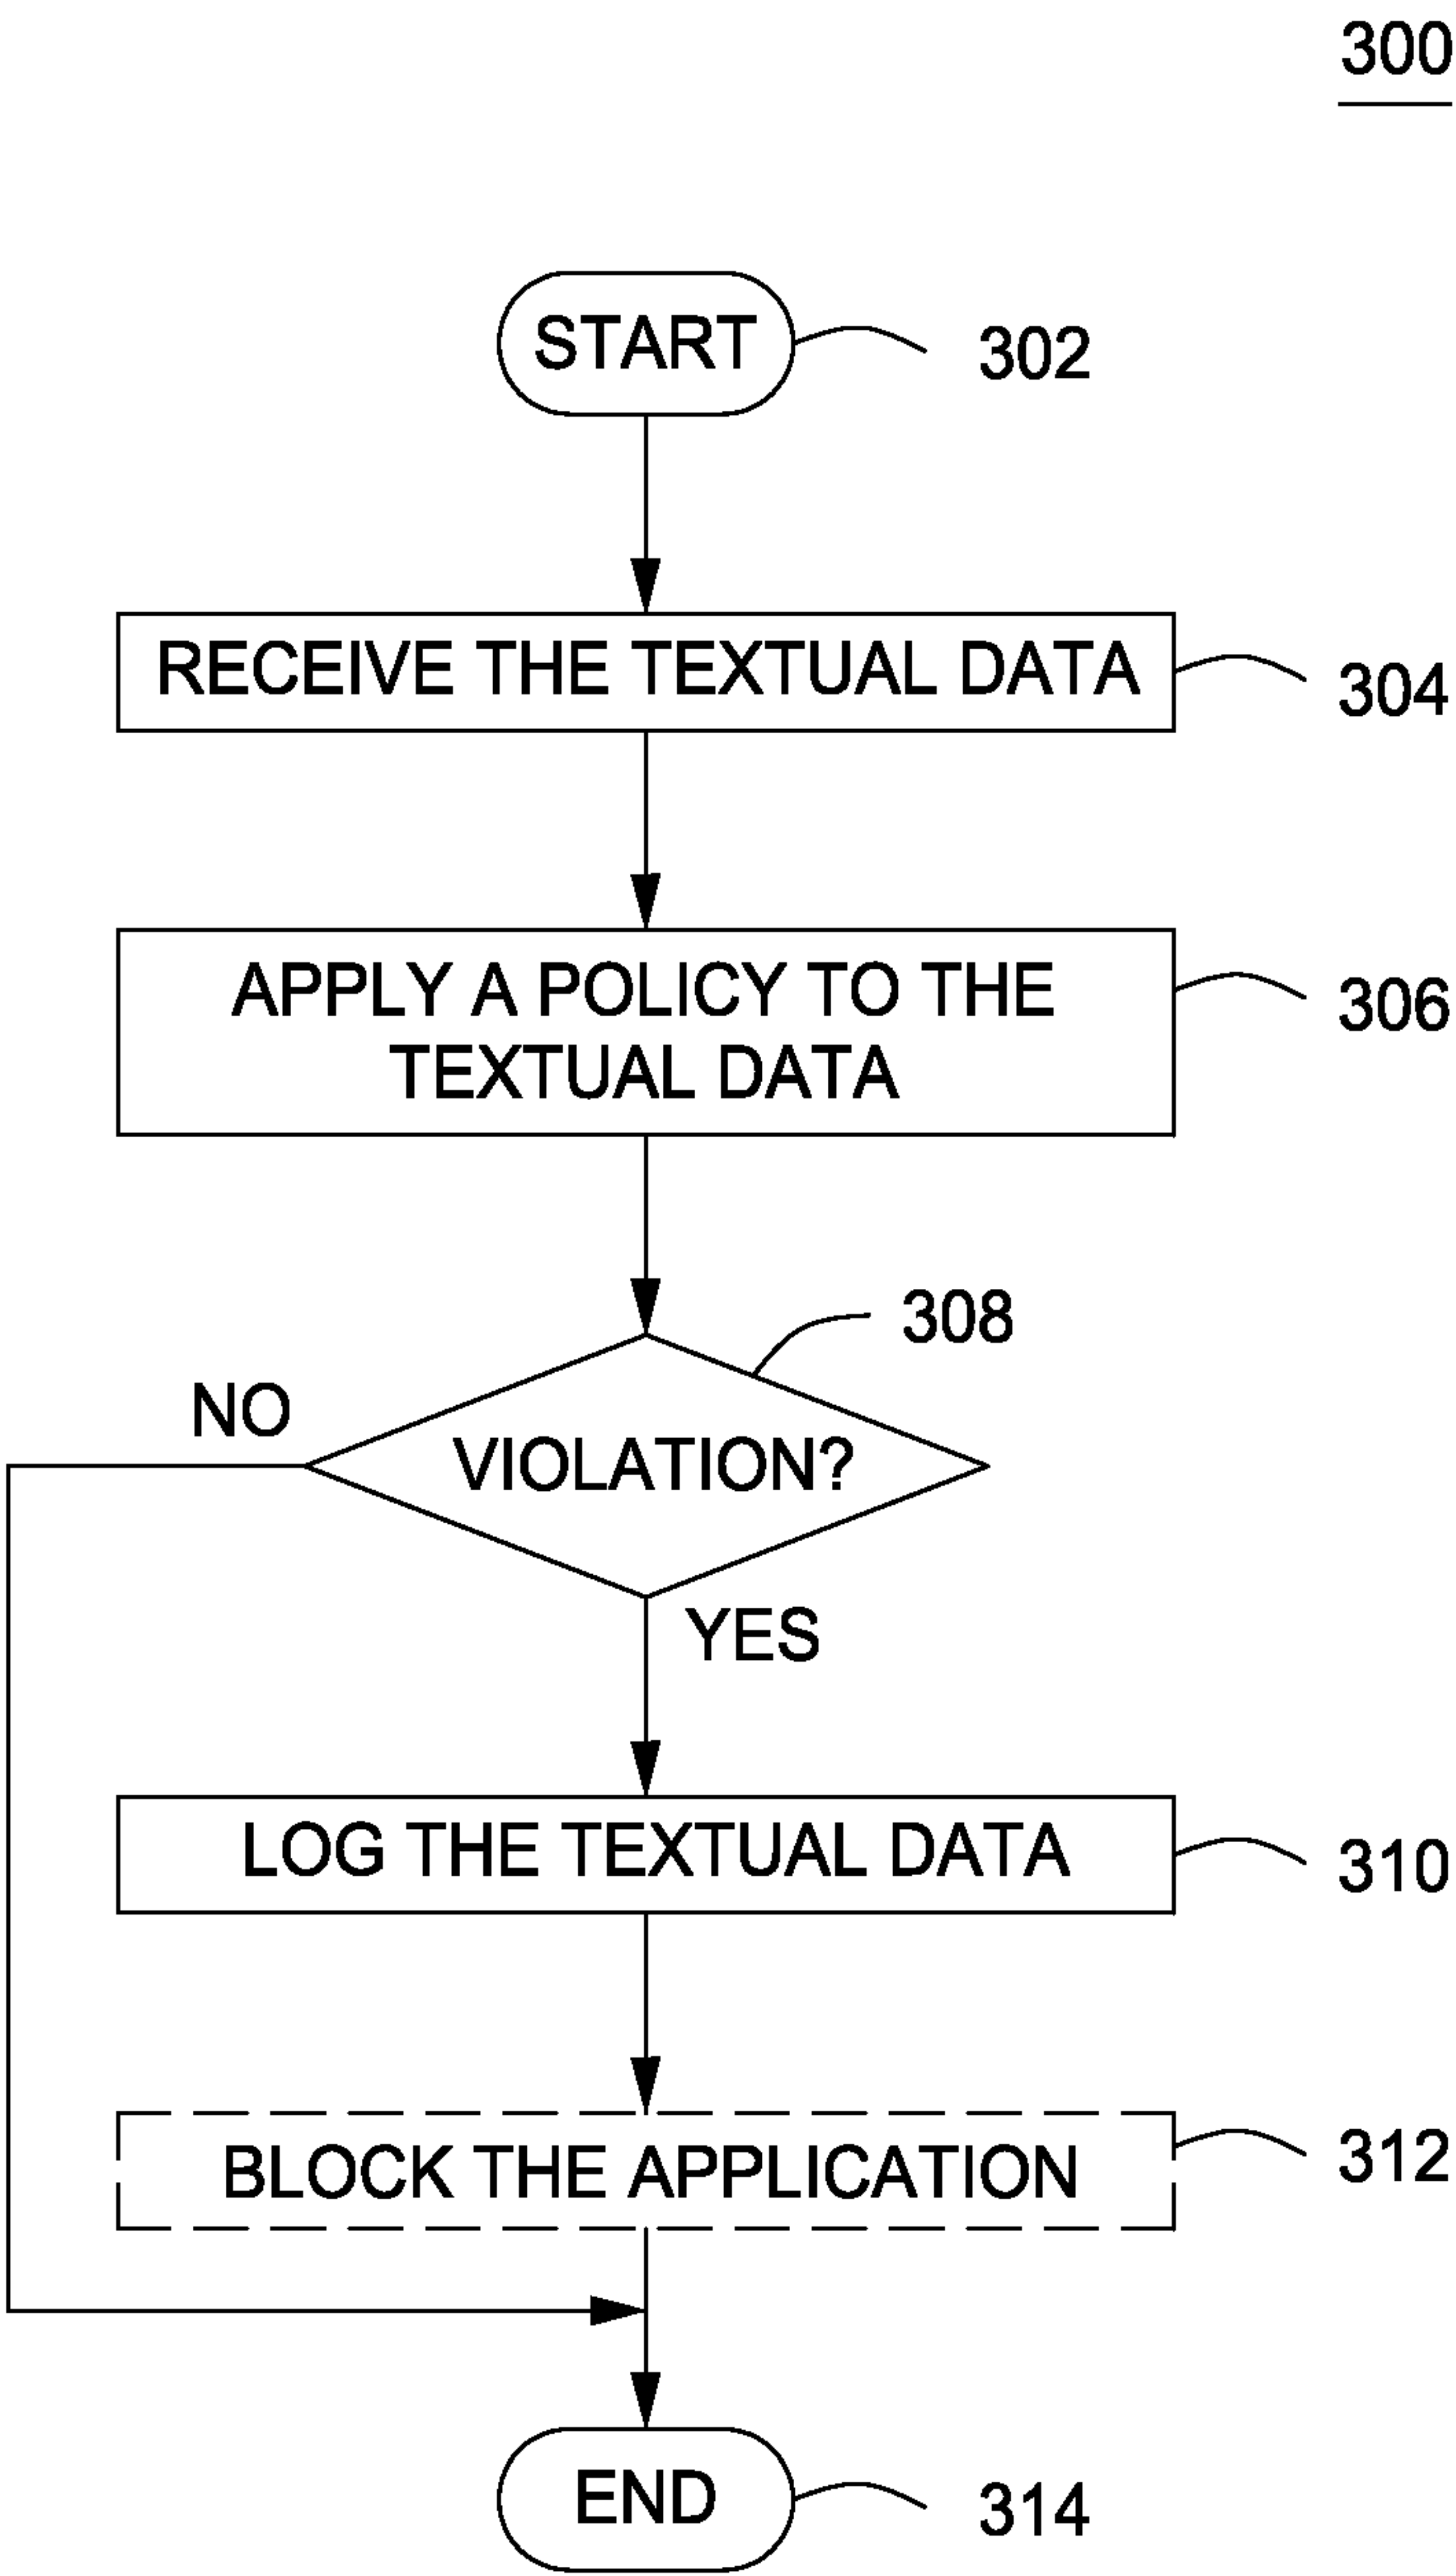 300
START
302
RECEIVE THE TEXTUAL DATA
304
APPLY A POLICY TO THE
TEXTUAL DATA
306
308
NO
VIOLATION?
YES
LOG THE TEXTUAL DATA
310
BLOCK THE APPLICATION
312
END
314